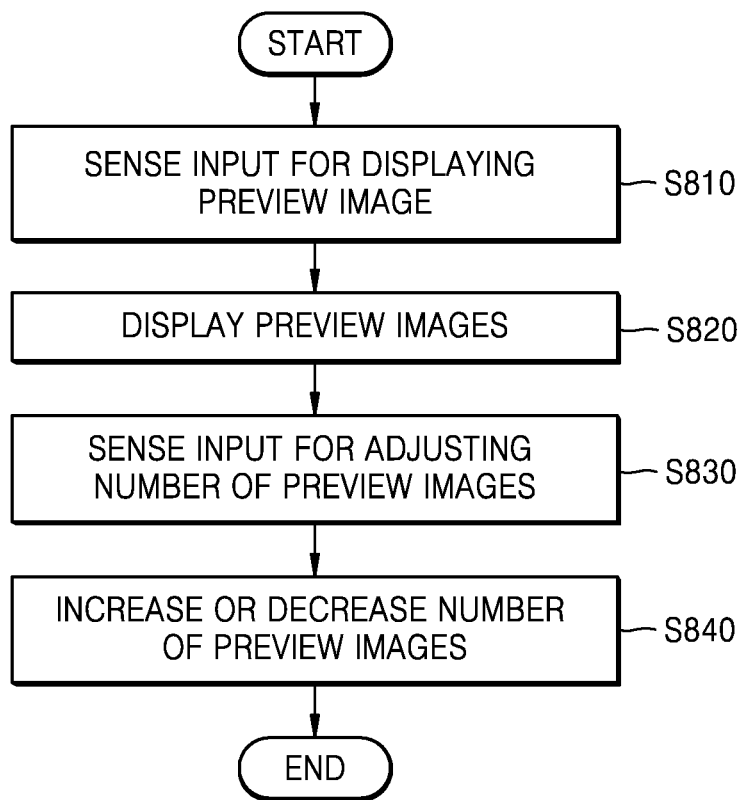 START
SENSE INPUT FOR DISPLAYING
PREVIEW IMAGE
S810
DISPLAY PREVIEW IMAGES
S820
SENSE INPUT FOR ADJUSTING
NUMBER OF PREVIEW IMAGES
S830
INCREASE OR DECREASE NUMBER
OF PREVIEW IMAGES
S840
END